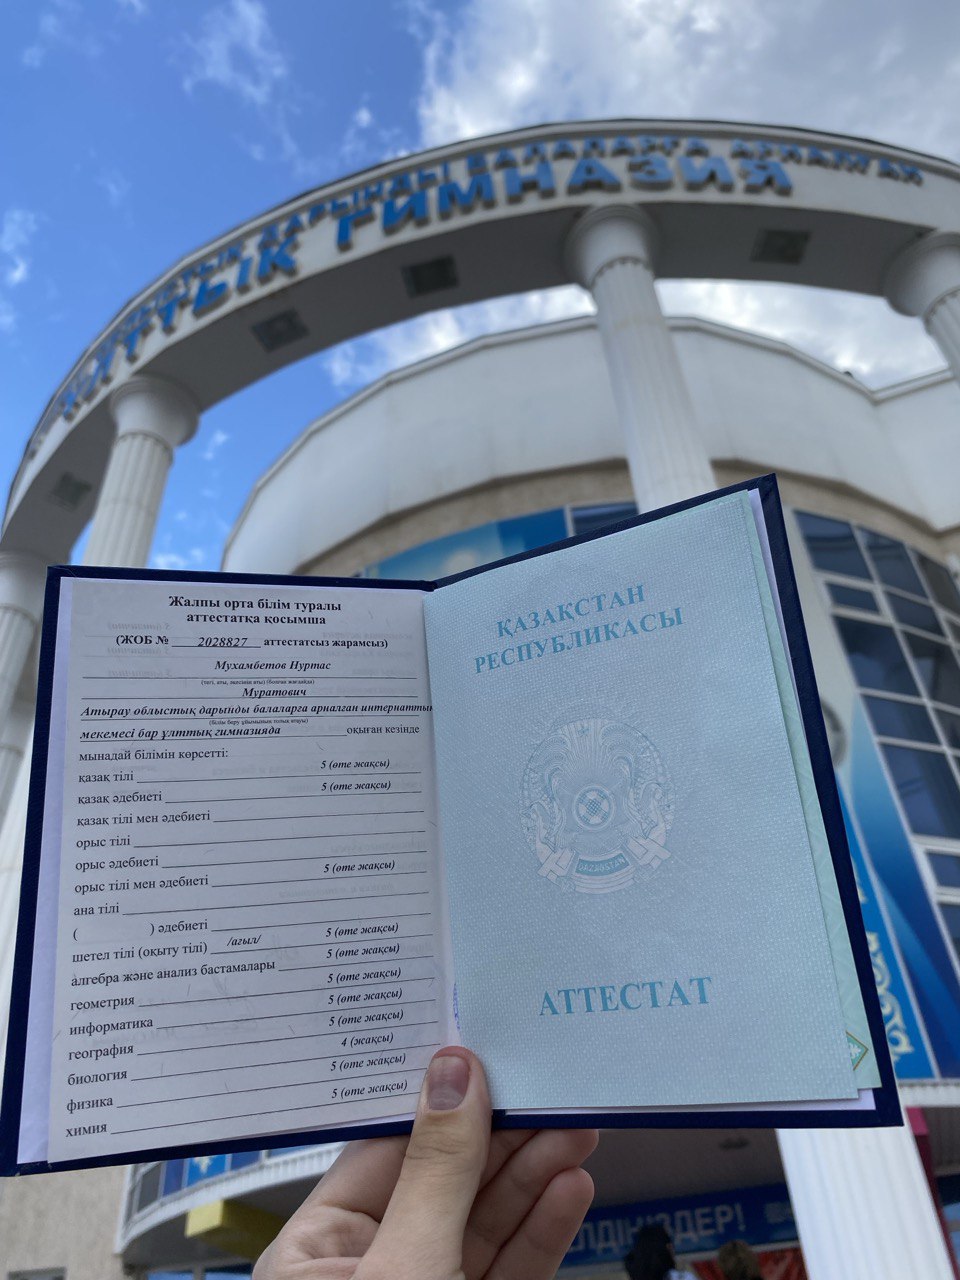 ОБЛЫСТЫҚ ДАРЫНДЫ БАЛАЛАРҒА АРНАЛҒАН
ҰЛТТЫҚ ГИМНАЗИЯ
Жалпы орта білім туралы
аттестатқа қосымша
(ЖОБ № 2028827 аттестатсыз жарамсыз)
Мухамбетов Нуртас
(тегі, аты, әкесінің аты) (болған жағдайда)
Муратович
Атырау облыстық дарынды балаларға арналған интернаттық
(білім беру ұйымының толық атауы)
мекемесі бар ұлттық гимназияда оқыған кезінде
мынадай білімін көрсетті:
қазақ тілі 5 (өте жақсы)
қазақ әдебиеті 5 (өте жақсы)
қазақ тілі мен әдебиеті
орыс тілі
орыс әдебиеті
орыс тілі мен әдебиеті 5 (өте жақсы)
ана тілі
( ) әдебиеті
шетел тілі (оқыту тілі) /ағыл/ 5 (өте жақсы)
алгебра және анализ бастамалары 5 (өте жақсы)
геометрия 5 (өте жақсы)
информатика 5 (өте жақсы)
география 5 (өте жақсы)
биология 4 (жақсы)
физика 5 (өте жақсы)
химия 5 (өте жақсы)
ҚАЗАҚСТАН
РЕСПУБЛИКАСЫ
QAZAQSTAN
АТТЕСТАТ